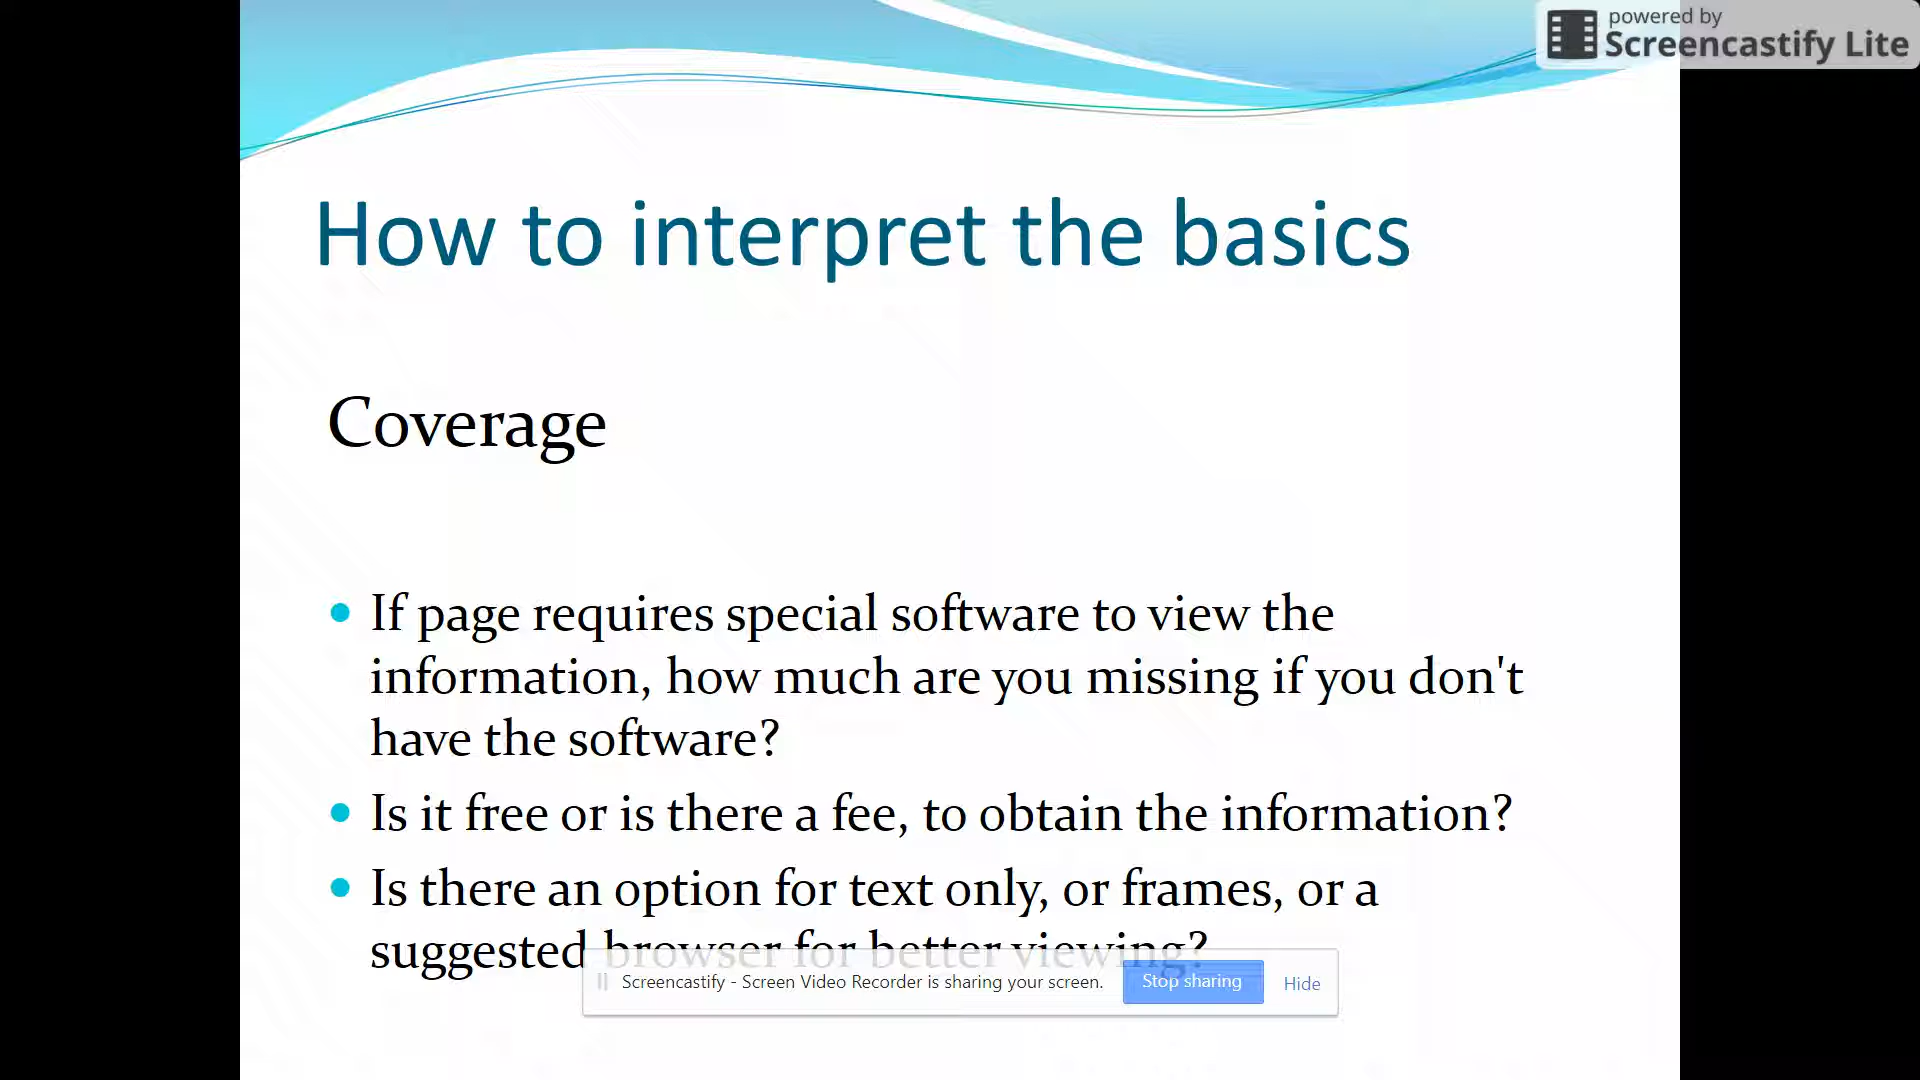 powered by
Screencastify Lite
How to interpret the basics
Coverage
If page requires special software to view the
information, how much are you missing if you don't
have the software?
Is it free or is there a fee, to obtain the information?
Is there an option for text only, or frames, or a
suggested browser for better viewing?
Screencastify - Screen Video Recorder is sharing your screen. Stop sharing Hide